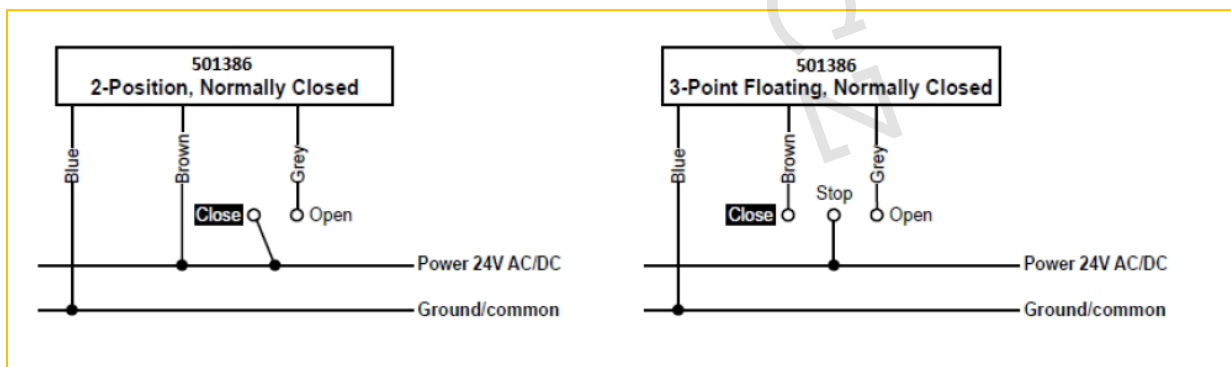 501386
2-Position, Normally Closed
Blue
Brown
Grey
Close
Open
Power 24V AC/DC
Ground/common
501386
3-Point Floating, Normally Closed
Blue
Brown
Grey
Stop
Close
Open
Power 24V AC/DC
Ground/common